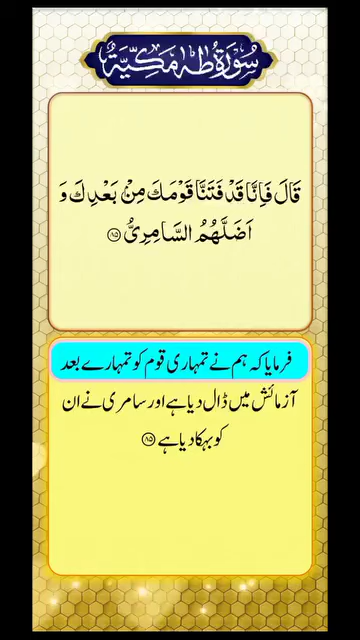 سُوْرَةُ طٰهٰ مَكِّيَّةٌ
قَالَ فَاِنَّا قَدْ فَتَنَّا قَوْمَكَ مِنْۢ بَعْدِكَ وَ
اَضَلَّهُمُ السَّامِرِيُّ ۝۸۵
فرمایا کہ ہم نے تمہاری قوم کو تمہارے بعد
آزمائش میں ڈال دیا ہے اور سامری نے ان
کو بہکا دیا ہے ۝۸۵